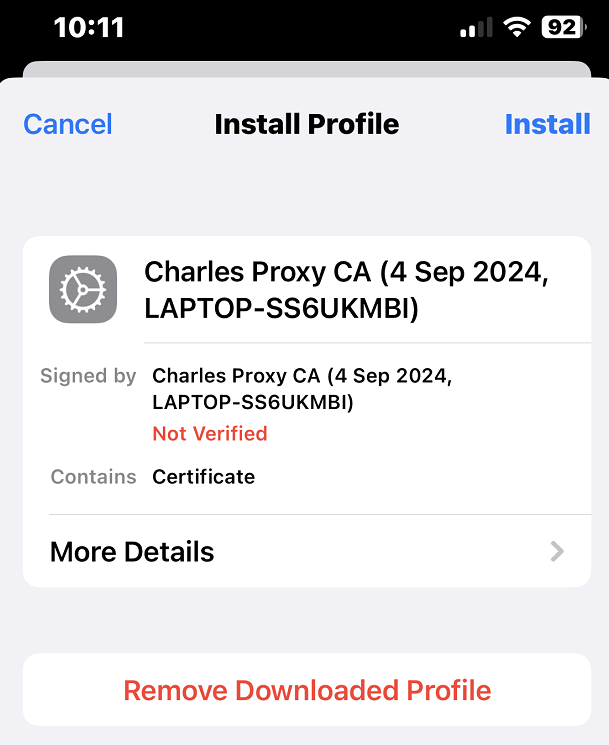 10:11
92
Cancel
Install Profile
Install
Charles Proxy CA (4 Sep 2024,
LAPTOP-SS6UKMBI)
Signed by
Charles Proxy CA (4 Sep 2024,
LAPTOP-SS6UKMBI)
Not Verified
Contains
Certificate
More Details
Remove Downloaded Profile